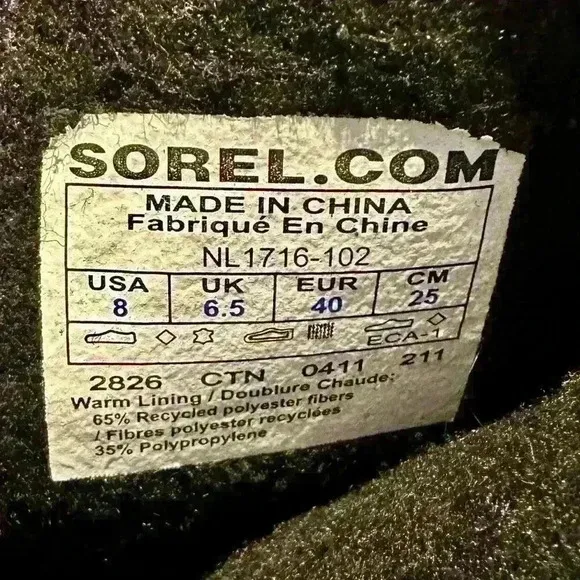 SOREL.COM
MADE IN CHINA
Fabriqué En Chine
NL1716-102
USA UK EUR CM
8 6.5 40 25
ECA-1
2826 CTN 0411 211
Warm Lining / Doublure Chaude:
65% Recycled polyester fibers
/ Fibres polyester recyclées
35% Polypropylene